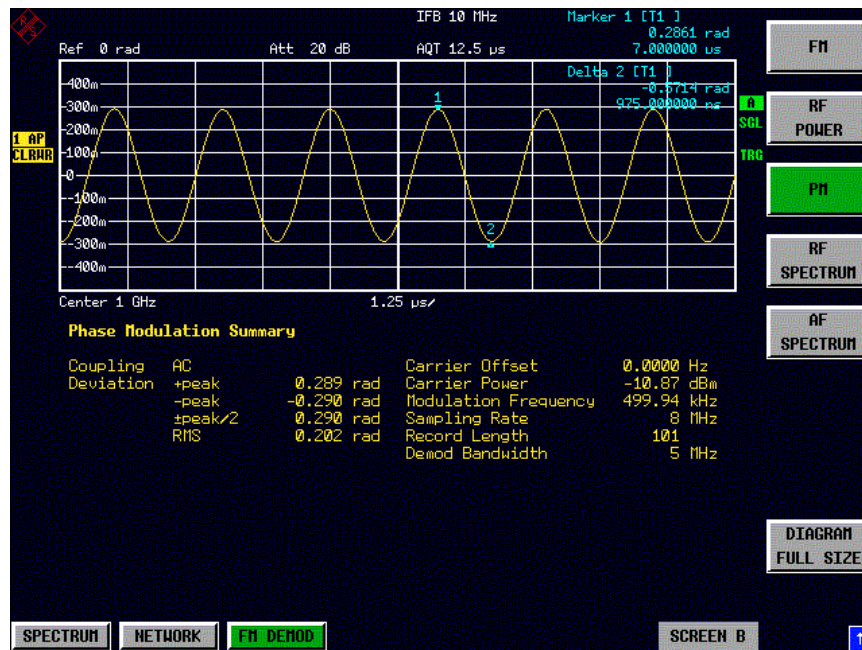 IFB 10 MHz Marker 1 [T1 ]
0.2861 rad
Ref 0 rad Att 20 dB AQT 12.5 µs 7.000000 us
Delta 2 [T1 ]
-0.5714 rad
975.000000 ns
400m
300m
200m
100m
0
-100m
-200m
-300m
-400m
1
2
1 AP
CLRWR
A
SGL
TRG
Center 1 GHz 1.25 µs/
Phase Modulation Summary
Coupling AC Carrier Offset 0.0000 Hz
Deviation +peak 0.289 rad Carrier Power -10.87 dBm
-peak -0.290 rad Modulation Frequency 499.94 kHz
±peak/2 0.290 rad Sampling Rate 8 MHz
RMS 0.202 rad Record Length 101
Demod Bandwidth 5 MHz
FM
RF
POWER
PM
RF
SPECTRUM
AF
SPECTRUM
DIAGRAM
FULL SIZE
SPECTRUM NETWORK FM DEMOD SCREEN B